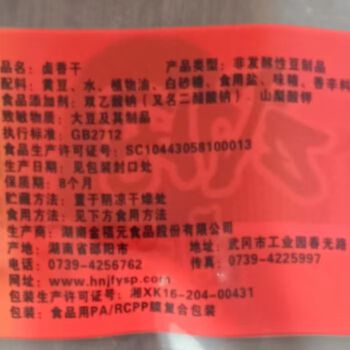 品名：卤香干 产品类型：非发酵性豆制品
配料：黄豆、水、植物油、白砂糖、食用盐、味精、香辛料
食品添加剂：双乙酸钠（又名二醋酸钠）、山梨酸钾
致敏物质：大豆及其制品
执行标准：GB2712
食品生产许可证号：SC10443058100013
生产日期：见包装封口处
保质期：8个月
贮藏方法：置于阴凉干燥处
食用方法：见下方食用方法
生产商：湖南金福元食品股份有限公司
产地：湖南省邵阳市 地址：武冈市工业园春光路
电话：0739-4256762 传真：0739-4225997
网址：www.hnjfysp.com
包装生产许可证号：湘XK16-204-00431
包装：食品用PA/RCPP膜复合包装